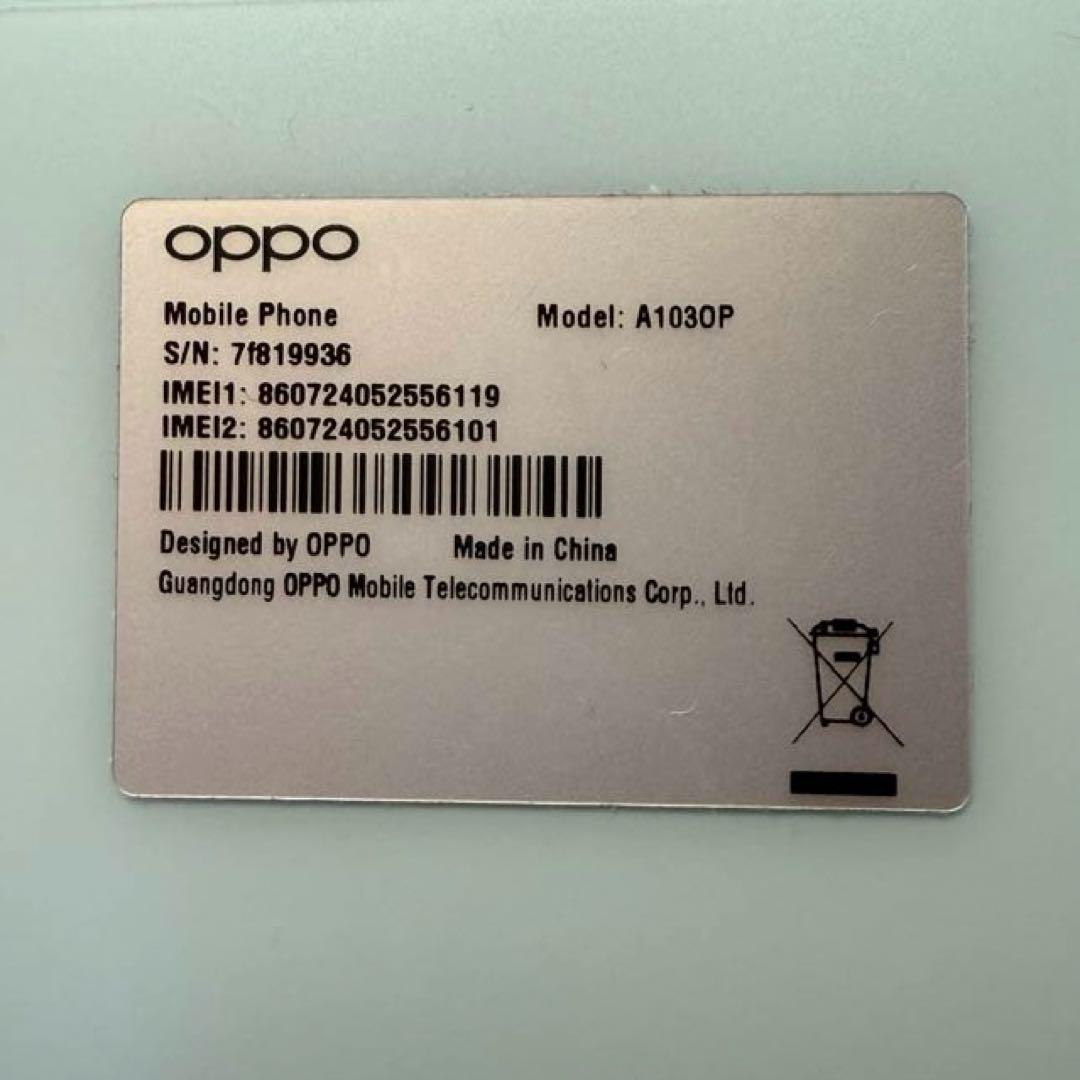 oppo
Mobile Phone Model: A103OP
S/N: 7f819936
IMEI1: 860724052556119
IMEI2: 860724052556101
Designed by OPPO Made in China
Guangdong OPPO Mobile Telecommunications Corp., Ltd.